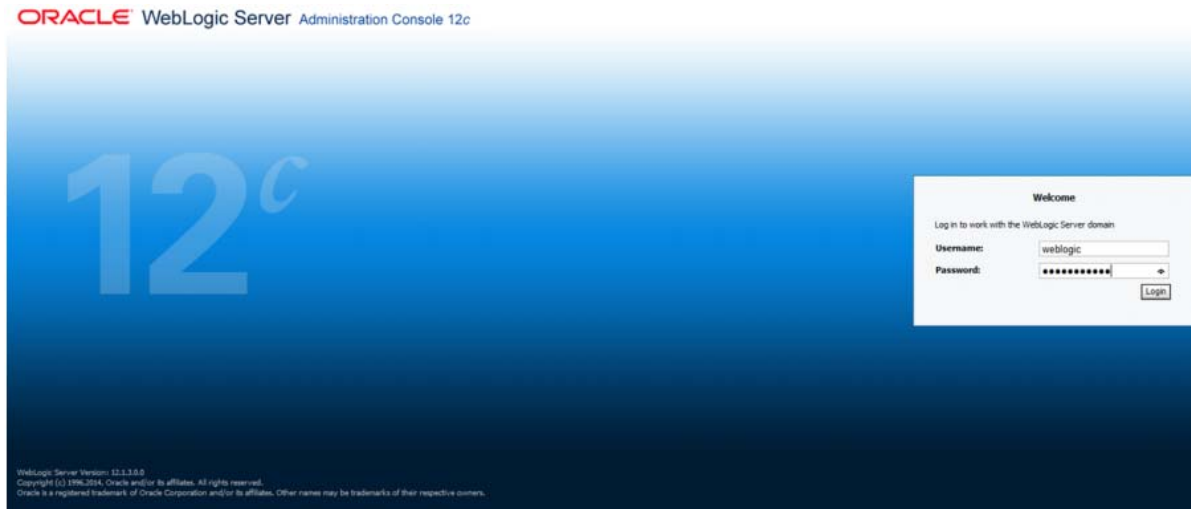 ORACLE WebLogic Server Administration Console 12c
12c
Welcome
Log in to work with the WebLogic Server domain
Username: weblogic
Password: •••••••••••
Login
WebLogic Server Version: 12.1.3.0.0
Copyright (c) 1996,2014, Oracle and/or its affiliates. All rights reserved.
Oracle is a registered trademark of Oracle Corporation and/or its affiliates. Other names may be trademarks of their respective owners.